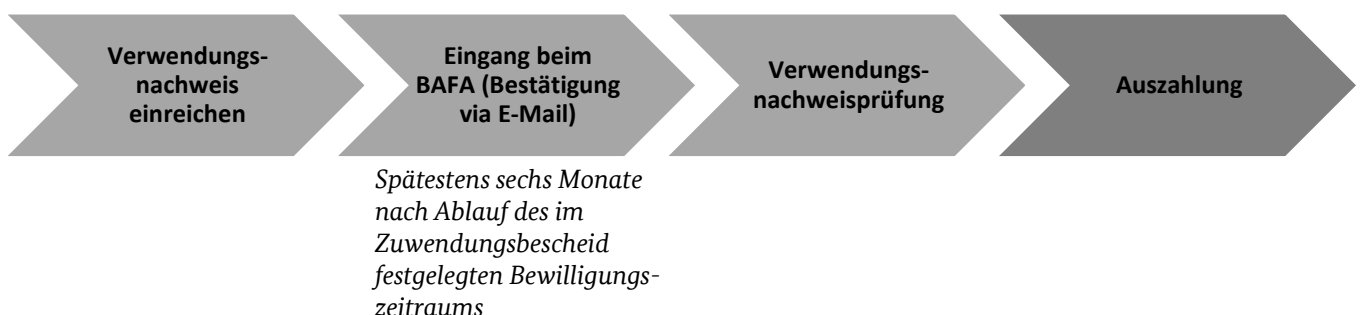 Verwendungs-
nachweis
einreichen
Eingang beim
BAFA (Bestätigung
via E-Mail)
Verwendungs-
nachweisprüfung
Auszahlung
Spätestens sechs Monate
nach Ablauf des im
Zuwendungsbescheid
festgelegten Bewilligungs-
zeitraums